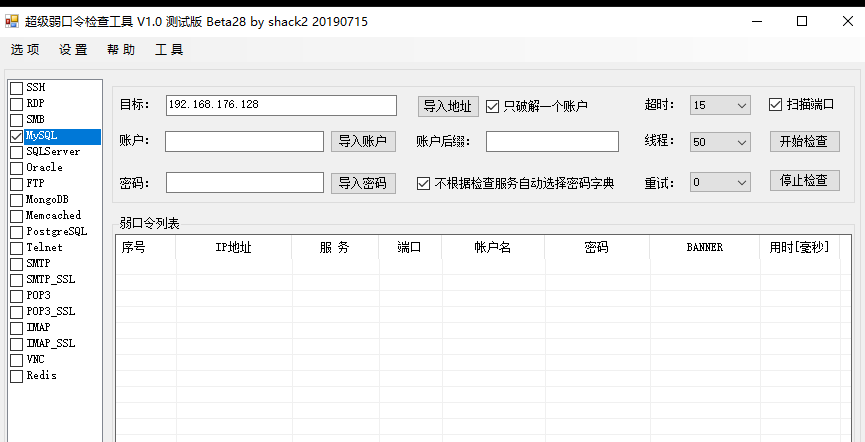 超级弱口令检查工具 V1.0 测试版 Beta28 by shack2 20190715
选 项 设 置 帮 助 工 具
SSH
RDP
SMB
MySQL
SQLServer
Oracle
FTP
MongoDB
Memcached
PostgreSQL
Telnet
SMTP
SMTP_SSL
POP3
POP3_SSL
IMAP
IMAP_SSL
VNC
Redis
目标: 192.168.176.128 导入地址 只破解一个账户 超时: 15 扫描端口
账户: 导入账户 账户后缀: 线程: 50 开始检查
密码: 导入密码 不根据检查服务自动选择密码字典 重试: 0 停止检查
弱口令列表
序号 IP地址 服 务 端口 帐户名 密码 BANNER 用时[毫秒]